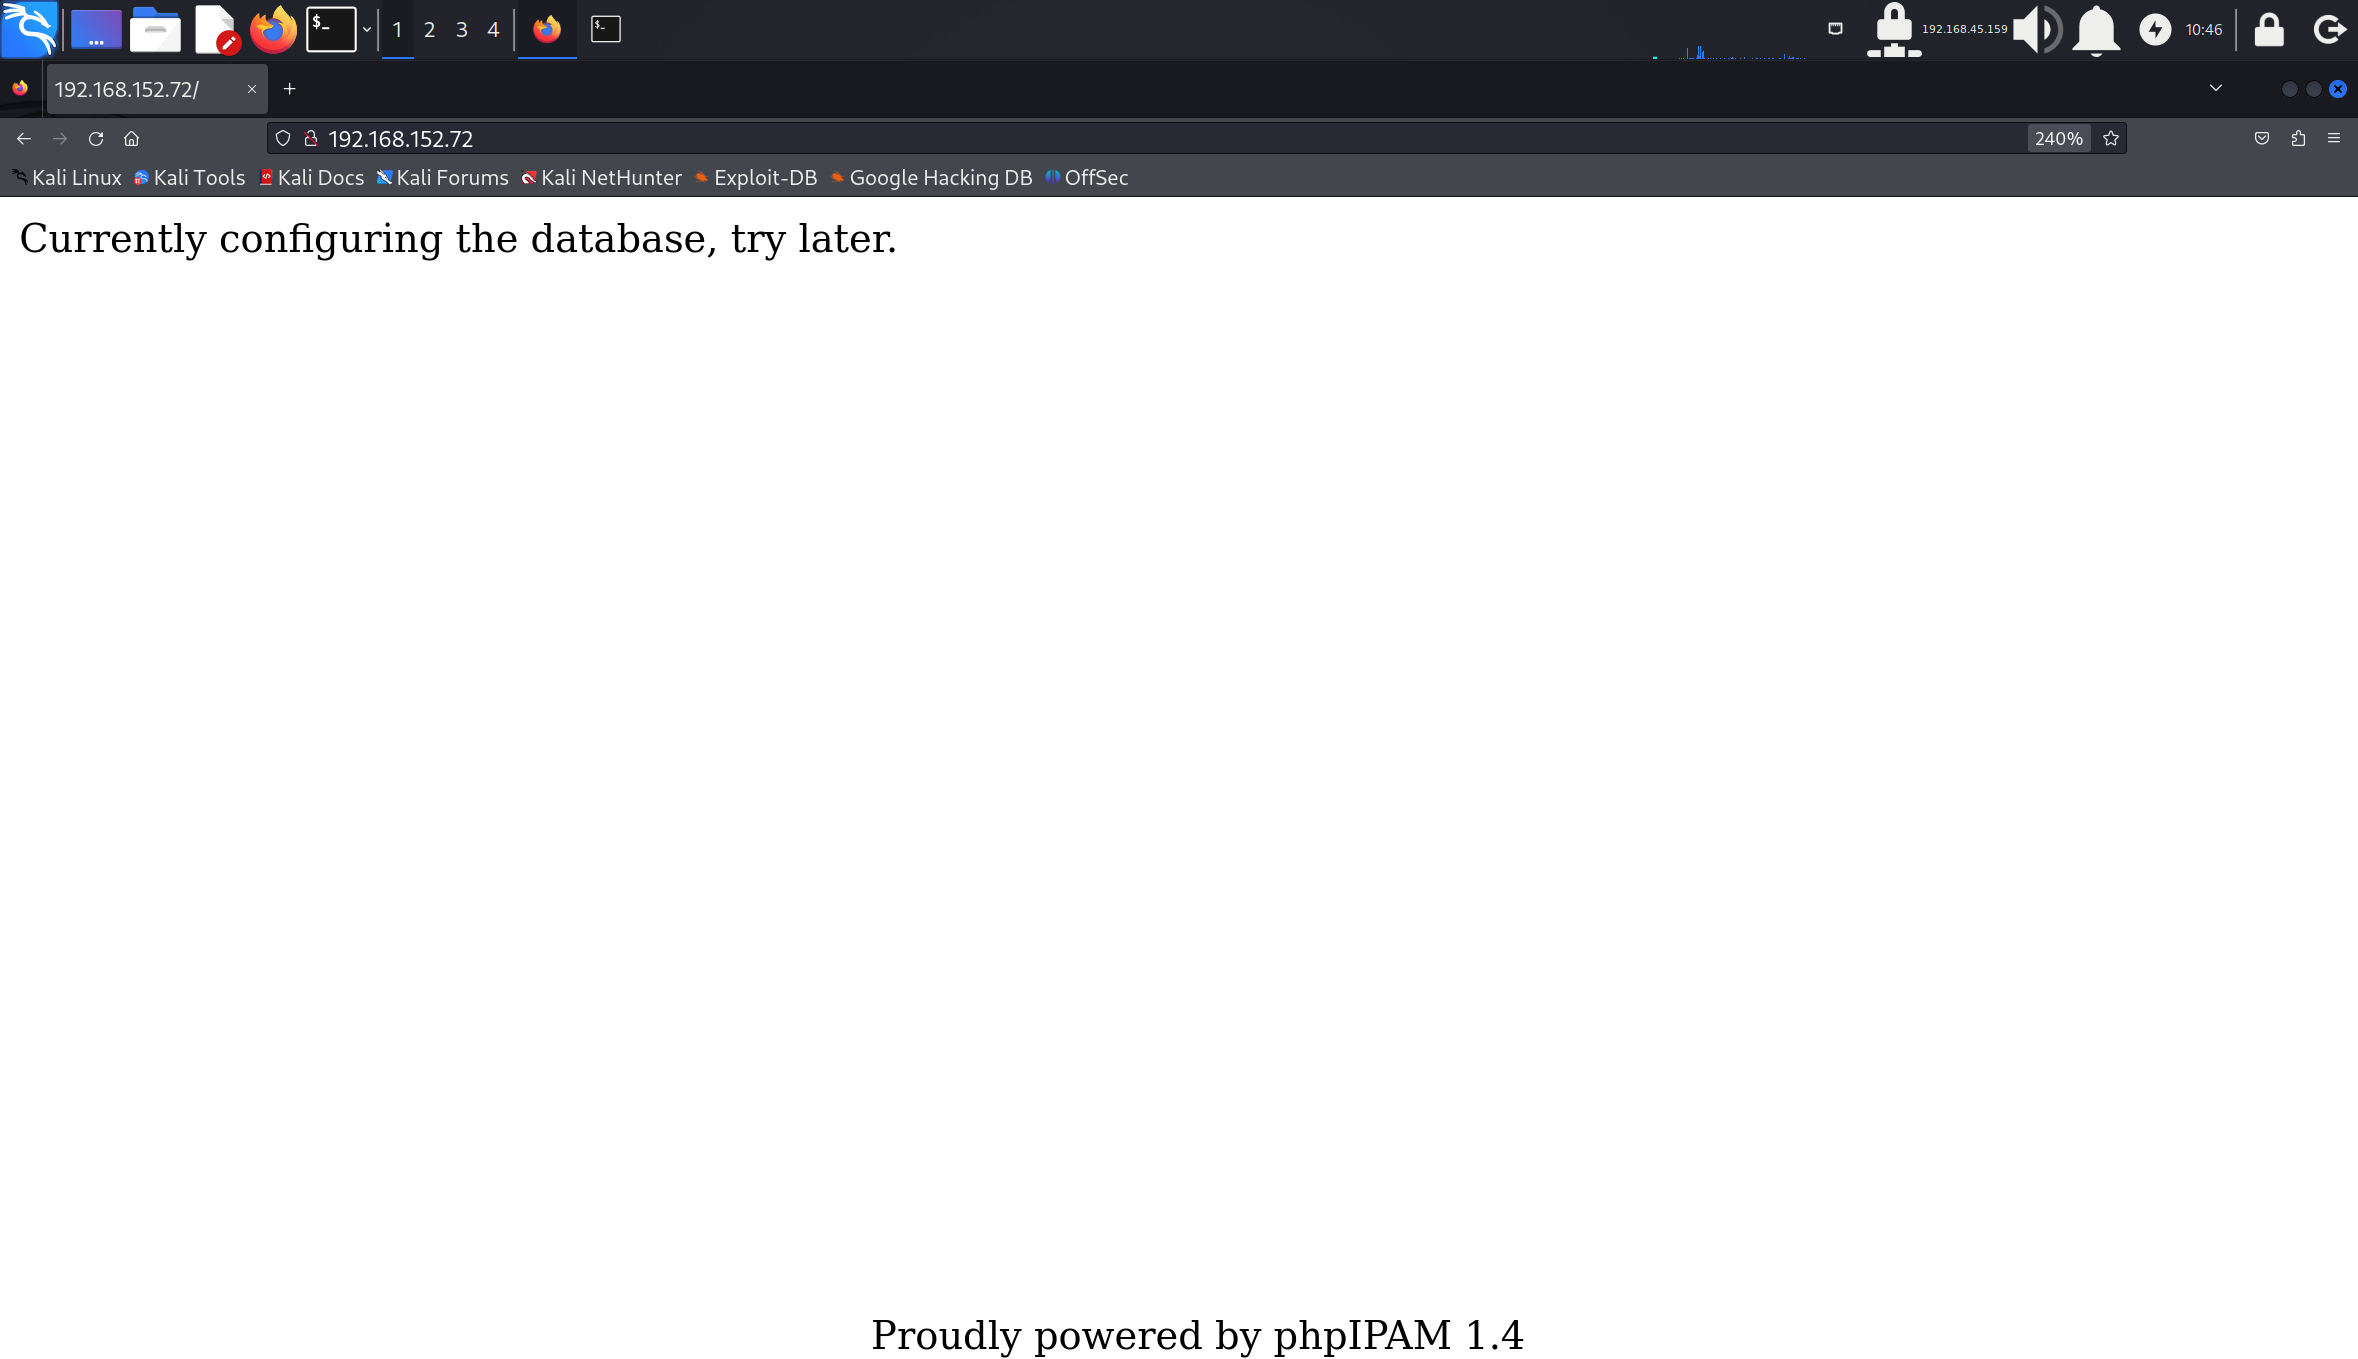 $-
1 2 3 4
$-
192.168.45.159
10:46
192.168.152.72/
192.168.152.72
240%
Kali Linux Kali Tools Kali Docs Kali Forums Kali NetHunter Exploit-DB Google Hacking DB OffSec
Currently configuring the database, try later.
Proudly powered by phpIPAM 1.4